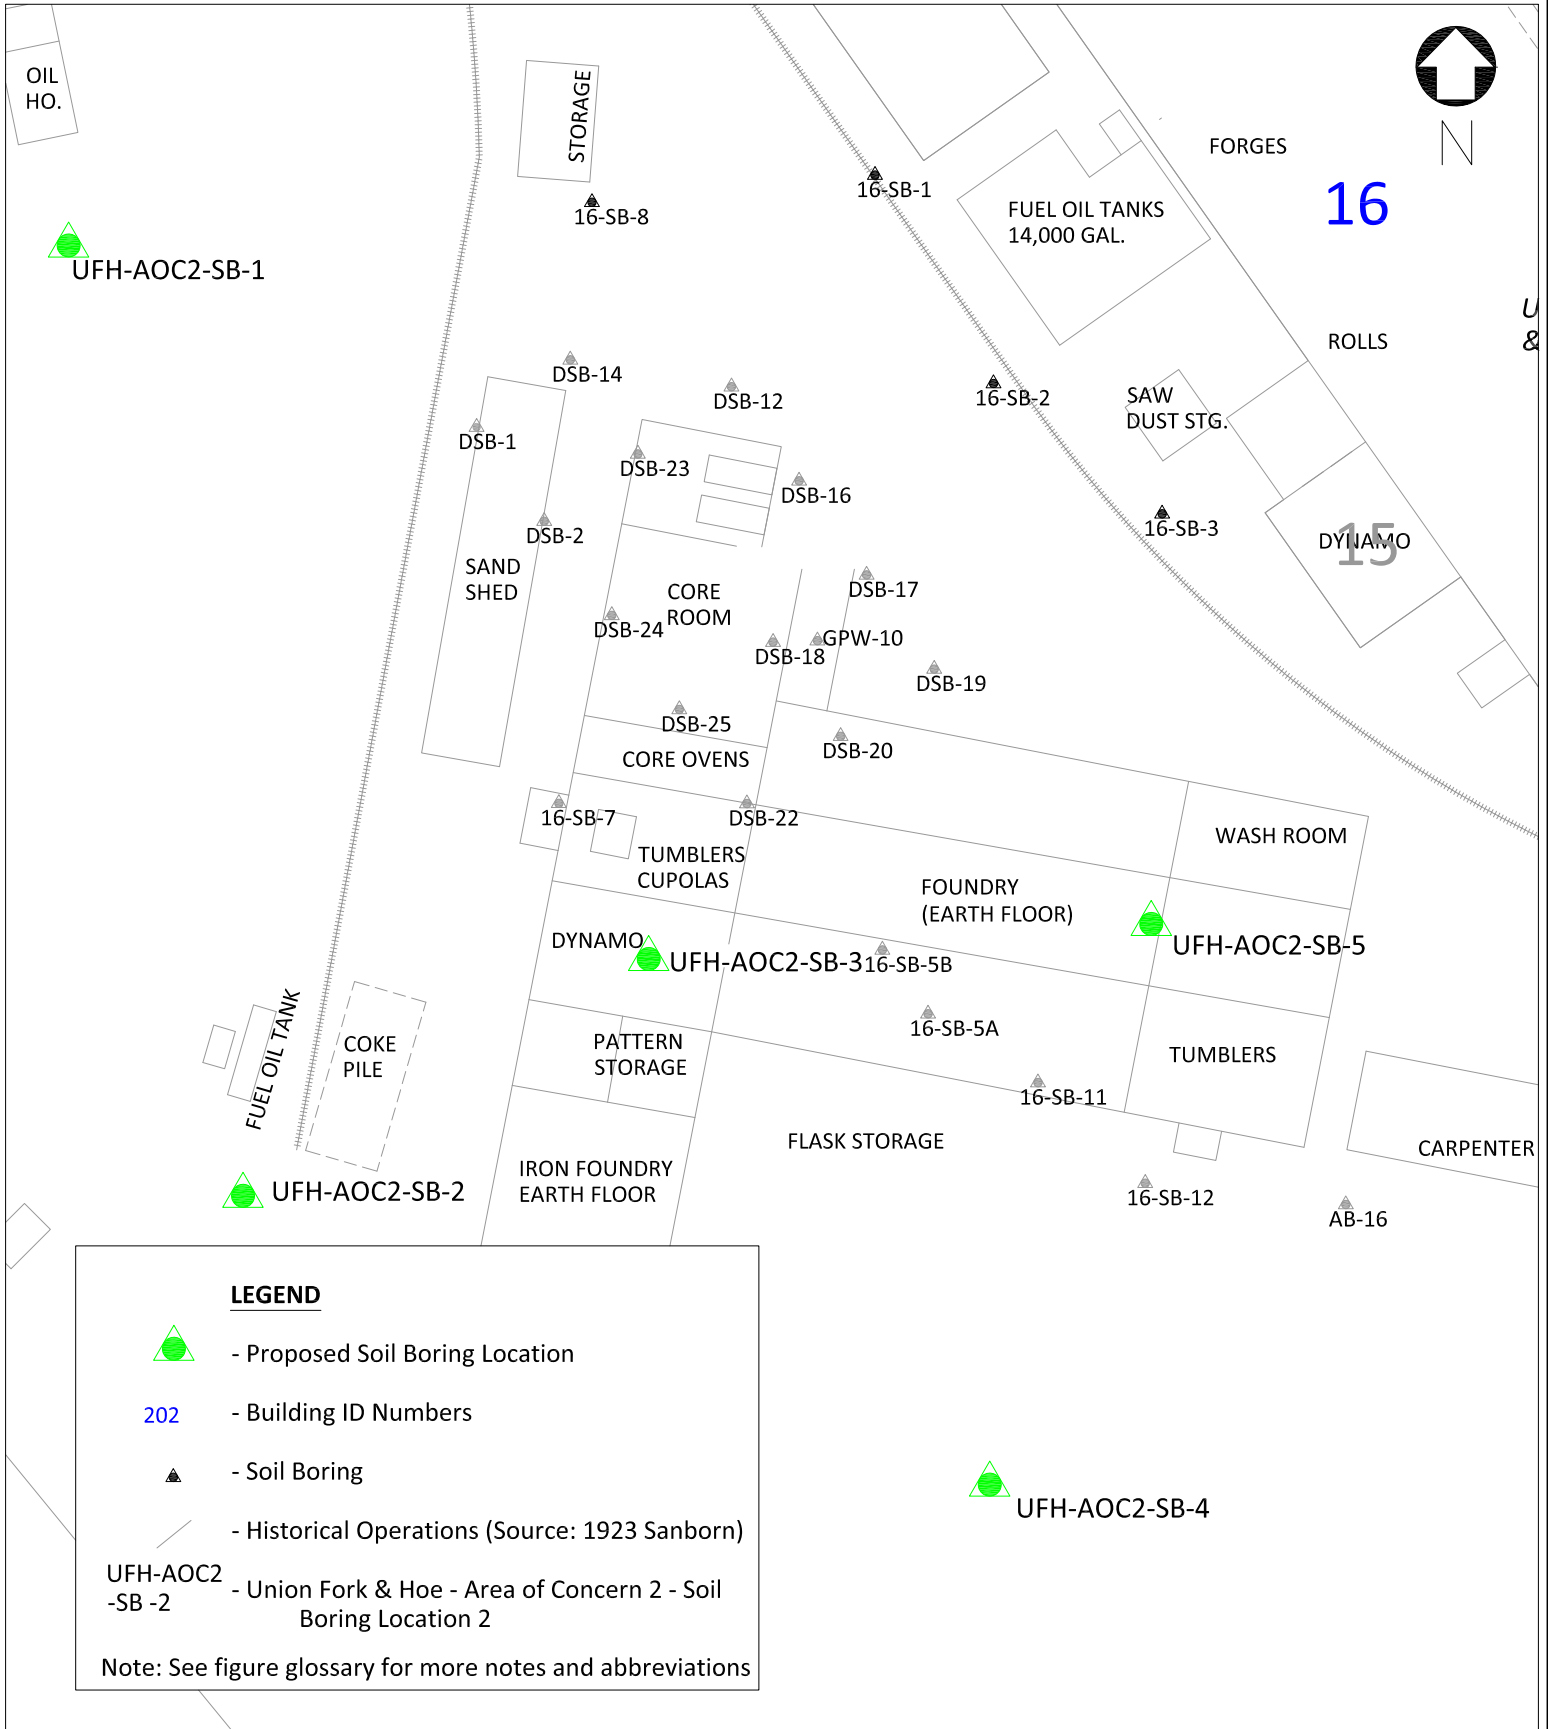 OIL
HO.
STORAGE
FORGES
N
16-SB-1
16
16-SB-8
FUEL OIL TANKS
14,000 GAL.
UFH-AOC2-SB-1
U
&
ROLLS
DSB-14
DSB-12
16-SB-2
SAW
DUST STG.
DSB-1
DSB-23
DSB-16
DSB-2
16-SB-3
DYNAMO
15
SAND
SHED
CORE
ROOM
DSB-17
DSB-24
GPW-10
DSB-18
DSB-19
DSB-25
DSB-20
CORE OVENS
16-SB-7
DSB-22
WASH ROOM
TUMBLERS
CUPOLAS
FOUNDRY
(EARTH FLOOR)
DYNAMO
UFH-AOC2-SB-3
16-SB-5B
UFH-AOC2-SB-5
16-SB-5A
FUEL OIL TANK
COKE
PILE
PATTERN
STORAGE
TUMBLERS
16-SB-11
FLASK STORAGE
CARPENTER
IRON FOUNDRY
EARTH FLOOR
UFH-AOC2-SB-2
16-SB-12
AB-16
LEGEND
- Proposed Soil Boring Location
202 - Building ID Numbers
- Soil Boring
- Historical Operations (Source: 1923 Sanborn)
UFH-AOC2
-SB -2
- Union Fork & Hoe - Area of Concern 2 - Soil
Boring Location 2
Note: See figure glossary for more notes and abbreviations
UFH-AOC2-SB-4